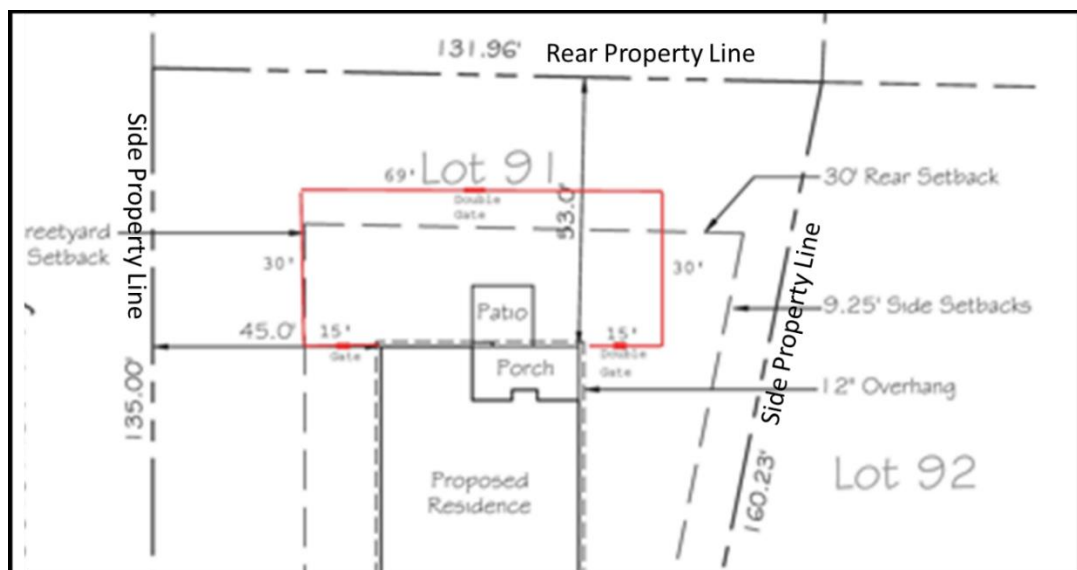 131.96' Rear Property Line
Side Property Line
69' Lot 91
Double
Gate
53.0'
30' Rear Setback
reetyard
Setback
30'
30'
Side Property Line
Patio
9.25' Side Setbacks
45.0' 15'
Gate
15'
Double
Gate
Porch
12" Overhang
135.00'
Proposed
Residence
160.23'
Lot 92